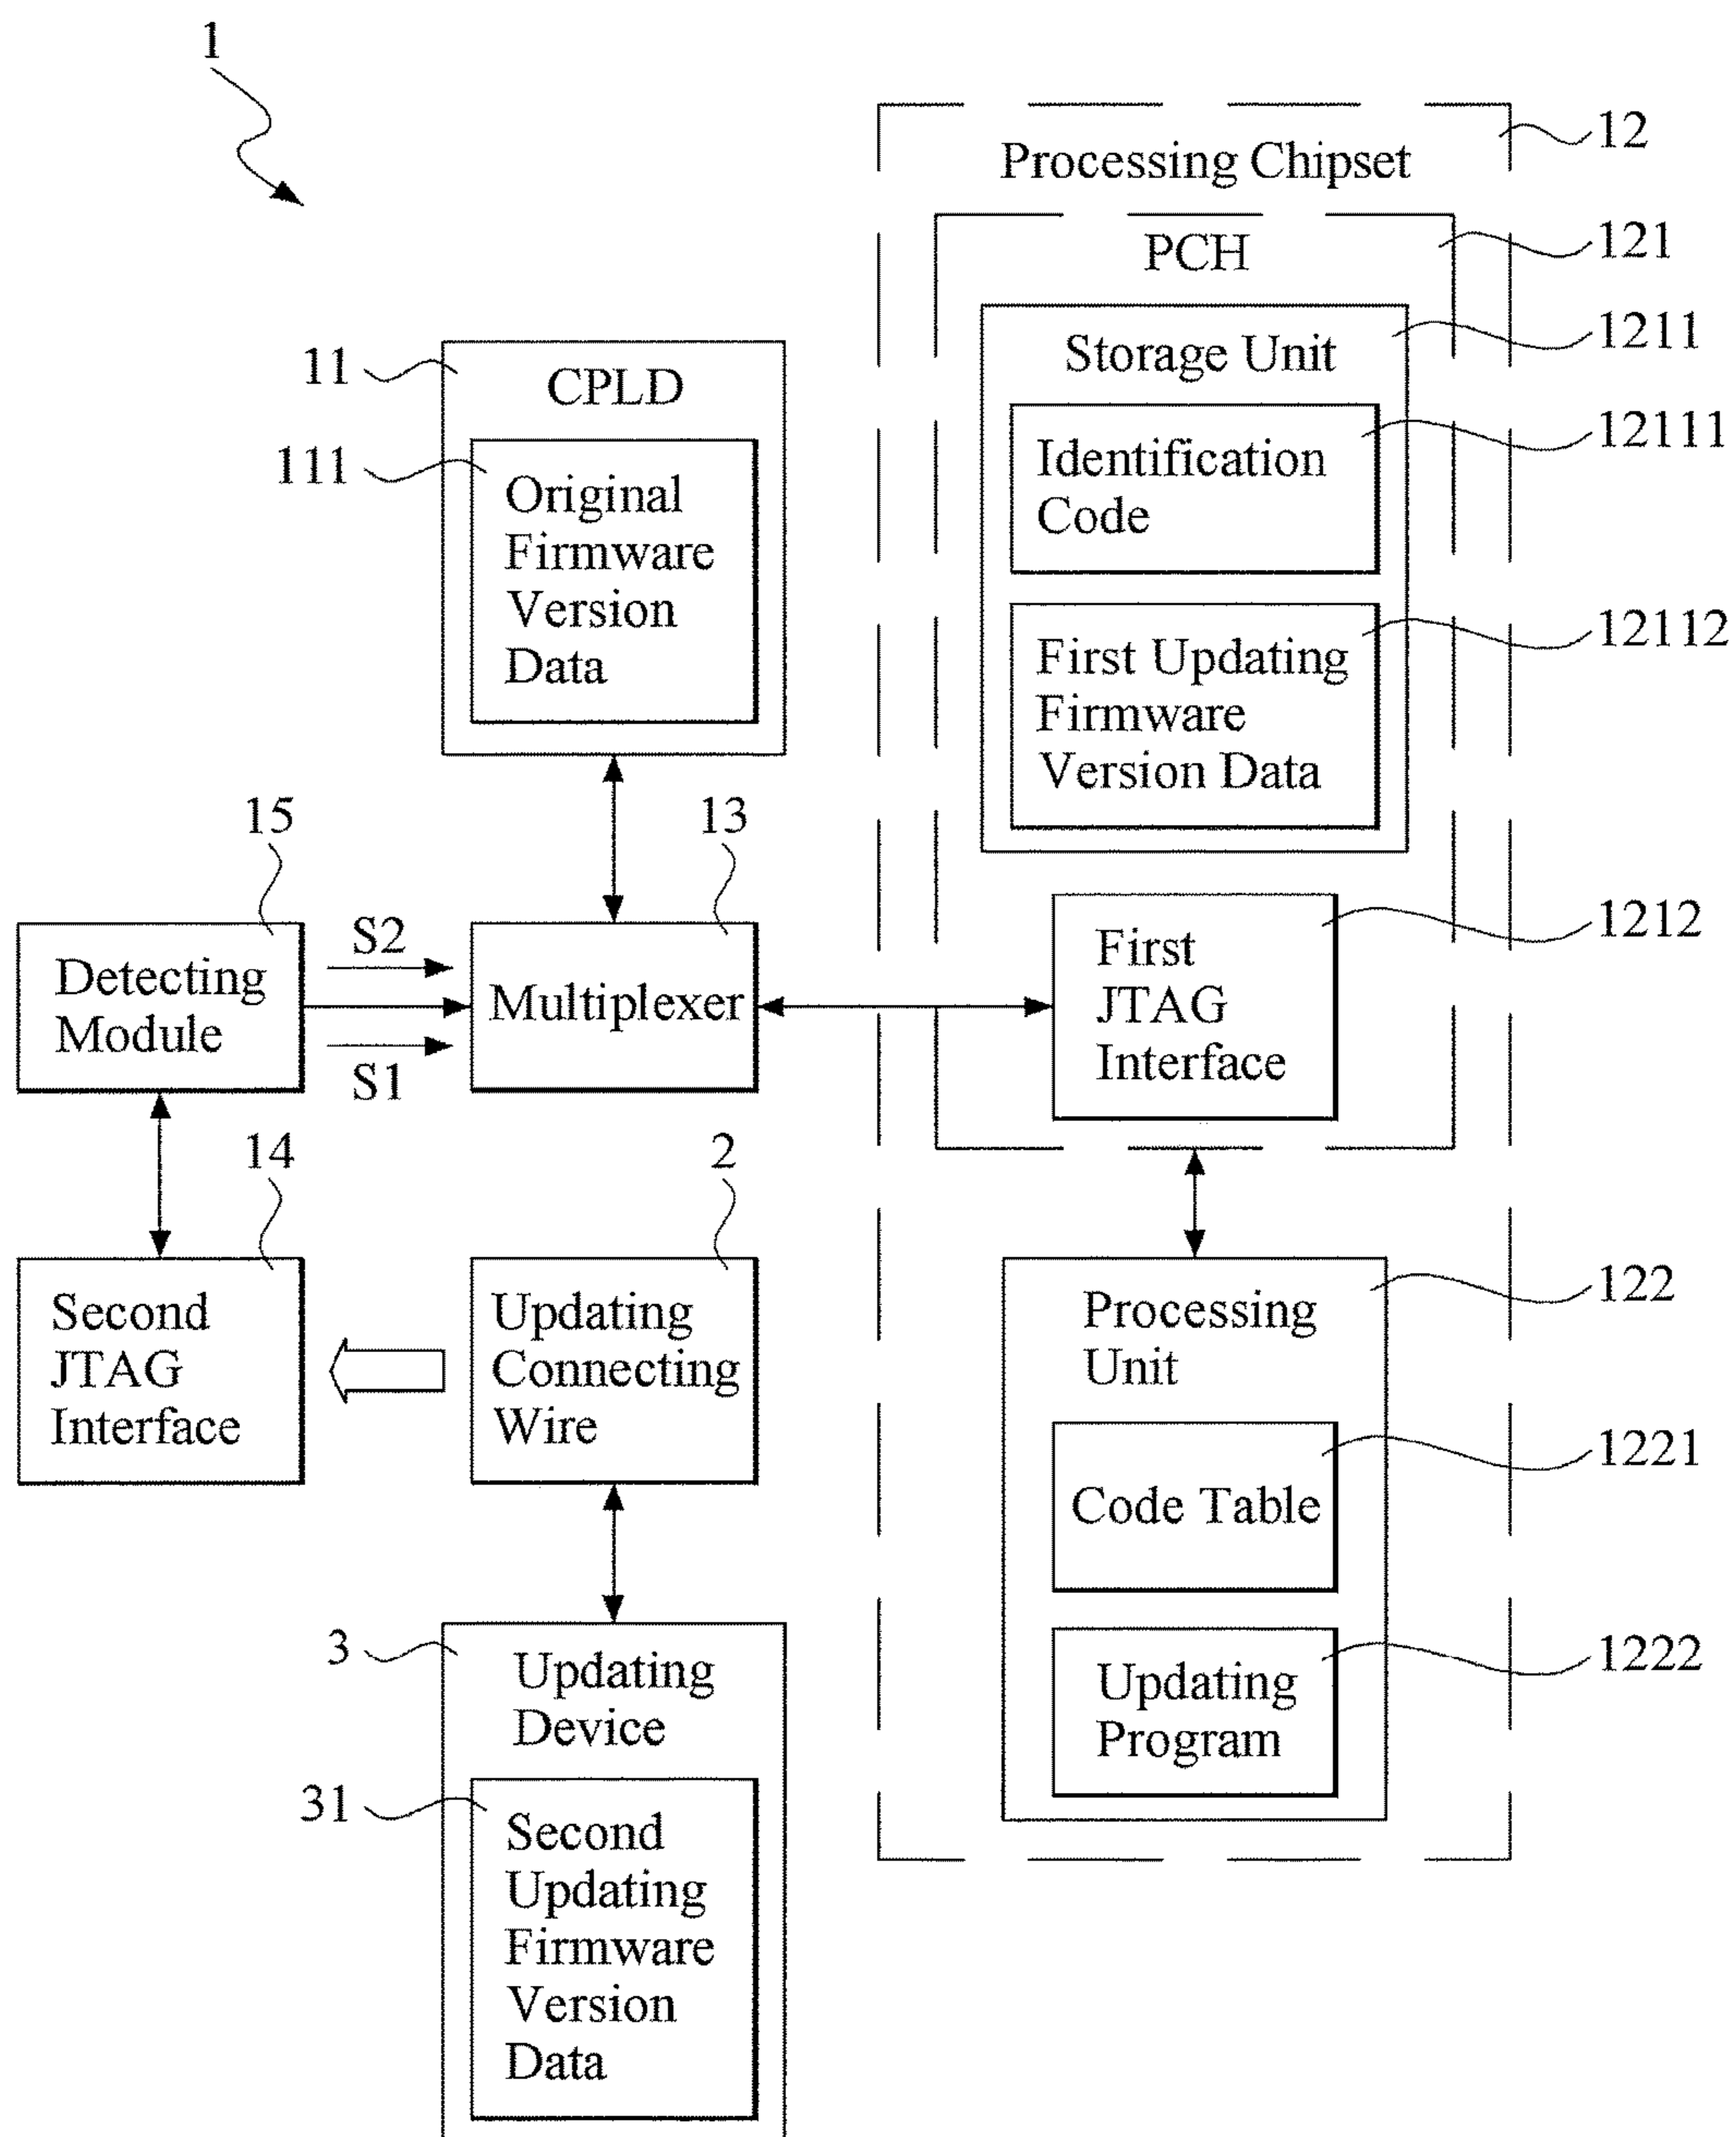 1
12
Processing Chipset
121
PCH
1211
Storage Unit
12111
Identification
Code
12112
First Updating
Firmware
Version Data
11
CPLD
111
Original
Firmware
Version
Data
15
13
Detecting
Module
S2
S1
Multiplexer
1212
First
JTAG
Interface
14
2
Second
JTAG
Interface
Updating
Connecting
Wire
122
Processing
Unit
1221
Code Table
1222
Updating
Program
3
Updating
Device
31
Second
Updating
Firmware
Version
Data